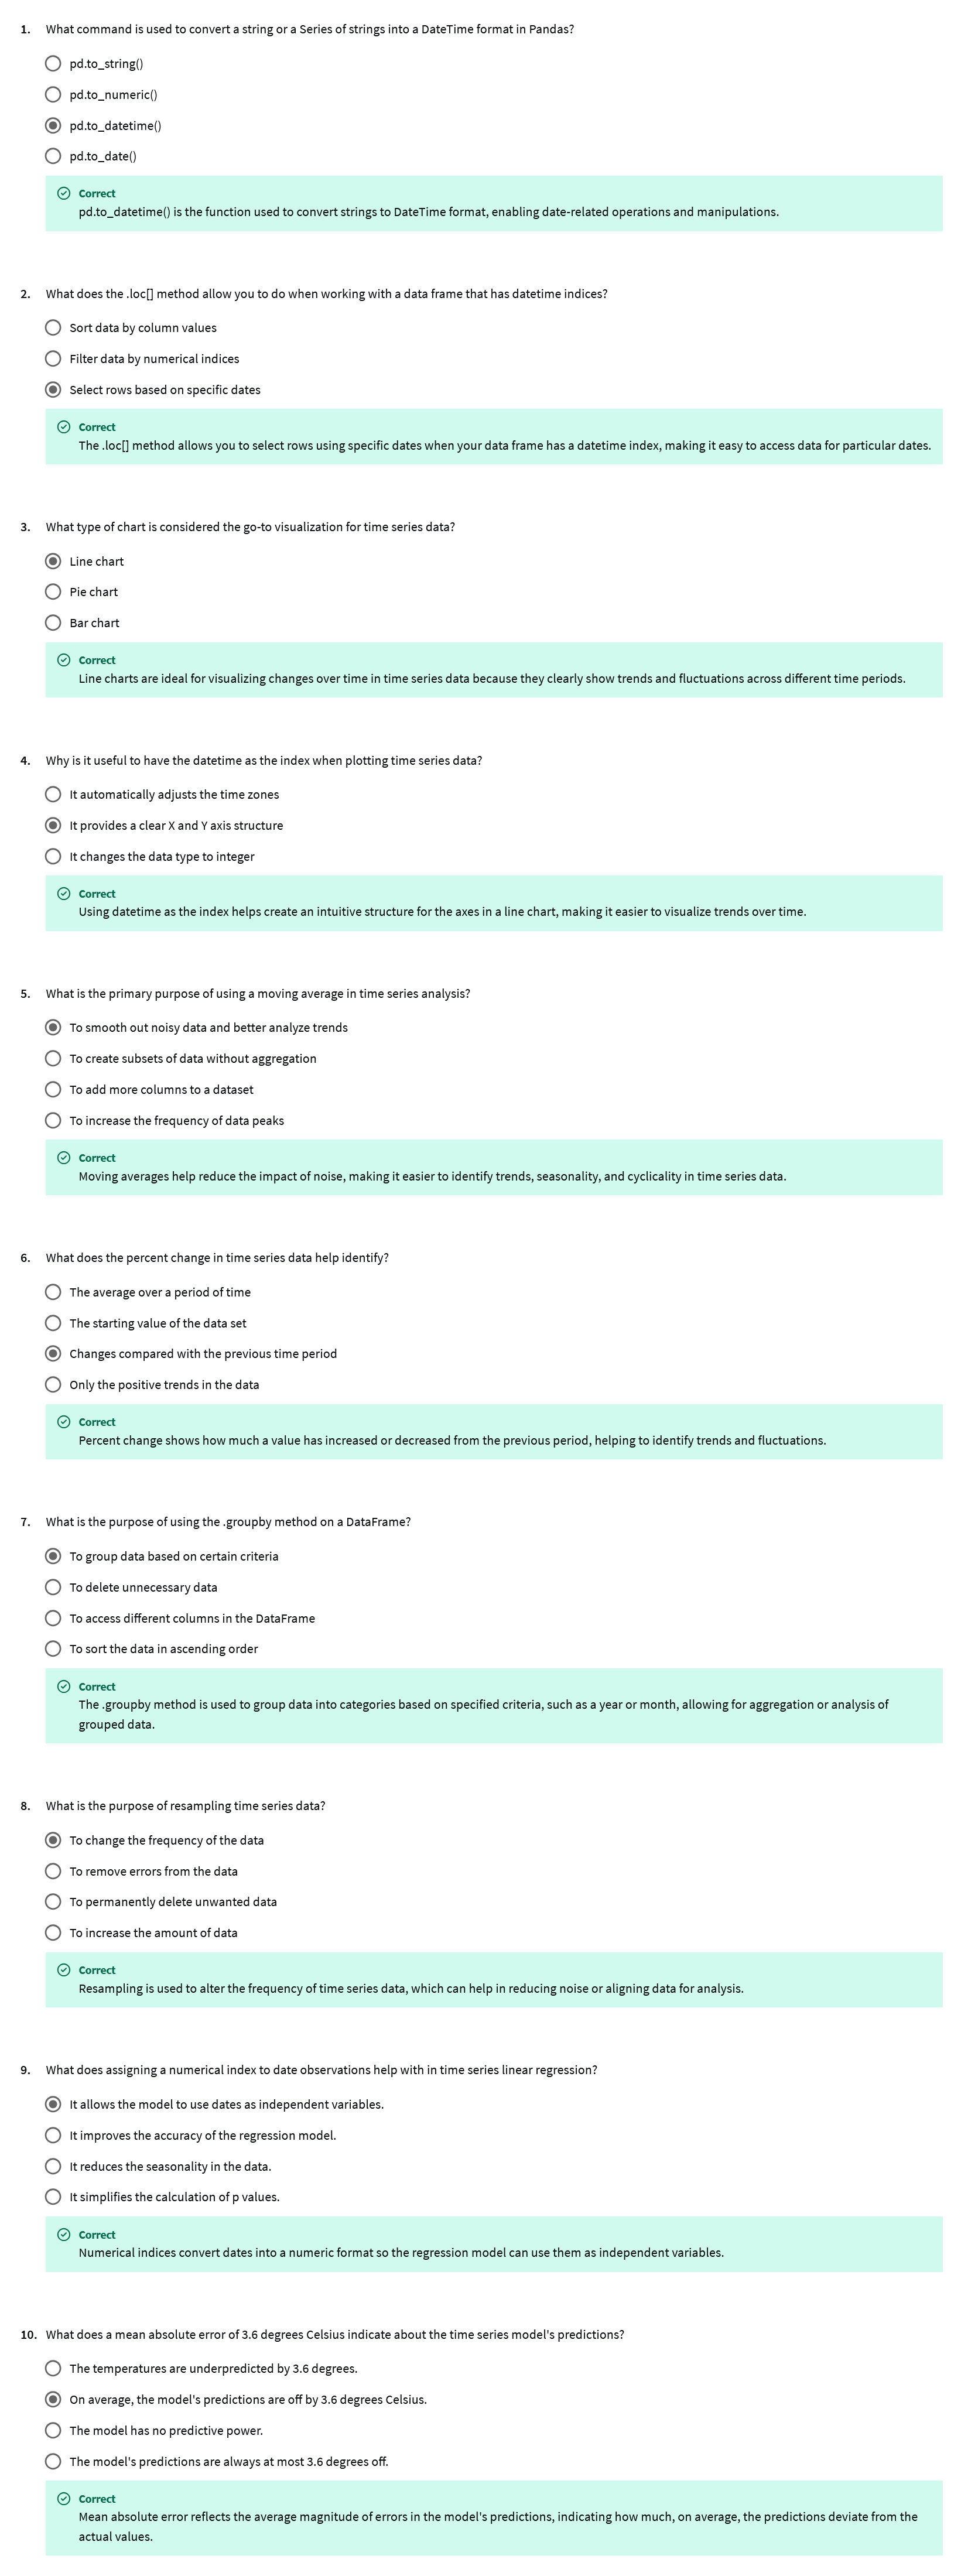 1. What command is used to convert a string or a Series of strings into a DateTime format in Pandas?
pd.to_string()
pd.to_numeric()
pd.to_datetime()
pd.to_date()
Correct
pd.to_datetime() is the function used to convert strings to DateTime format, enabling date-related operations and manipulations.
2. What does the .loc[] method allow you to do when working with a data frame that has datetime indices?
Sort data by column values
Filter data by numerical indices
Select rows based on specific dates
Correct
The .loc[] method allows you to select rows using specific dates when your data frame has a datetime index, making it easy to access data for particular dates.
3. What type of chart is considered the go-to visualization for time series data?
Line chart
Pie chart
Bar chart
Correct
Line charts are ideal for visualizing changes over time in time series data because they clearly show trends and fluctuations across different time periods.
4. Why is it useful to have the datetime as the index when plotting time series data?
It automatically adjusts the time zones
It provides a clear X and Y axis structure
It changes the data type to integer
Correct
Using datetime as the index helps create an intuitive structure for the axes in a line chart, making it easier to visualize trends over time.
5. What is the primary purpose of using a moving average in time series analysis?
To smooth out noisy data and better analyze trends
To create subsets of data without aggregation
To add more columns to a dataset
To increase the frequency of data peaks
Correct
Moving averages help reduce the impact of noise, making it easier to identify trends, seasonality, and cyclicality in time series data.
6. What does the percent change in time series data help identify?
The average over a period of time
The starting value of the data set
Changes compared with the previous time period
Only the positive trends in the data
Correct
Percent change shows how much a value has increased or decreased from the previous period, helping to identify trends and fluctuations.
7. What is the purpose of using the .groupby method on a DataFrame?
To group data based on certain criteria
To delete unnecessary data
To access different columns in the DataFrame
To sort the data in ascending order
Correct
The .groupby method is used to group data into categories based on specified criteria, such as a year or month, allowing for aggregation or analysis of
grouped data.
8. What is the purpose of resampling time series data?
To change the frequency of the data
To remove errors from the data
To permanently delete unwanted data
To increase the amount of data
Correct
Resampling is used to alter the frequency of time series data, which can help in reducing noise or aligning data for analysis.
9. What does assigning a numerical index to date observations help with in time series linear regression?
It allows the model to use dates as independent variables.
It improves the accuracy of the regression model.
It reduces the seasonality in the data.
It simplifies the calculation of p values.
Correct
Numerical indices convert dates into a numeric format so the regression model can use them as independent variables.
10. What does a mean absolute error of 3.6 degrees Celsius indicate about the time series model's predictions?
The temperatures are underpredicted by 3.6 degrees.
On average, the model's predictions are off by 3.6 degrees Celsius.
The model has no predictive power.
The model's predictions are always at most 3.6 degrees off.
Correct
Mean absolute error reflects the average magnitude of errors in the model's predictions, indicating how much, on average, the predictions deviate from the
actual values.